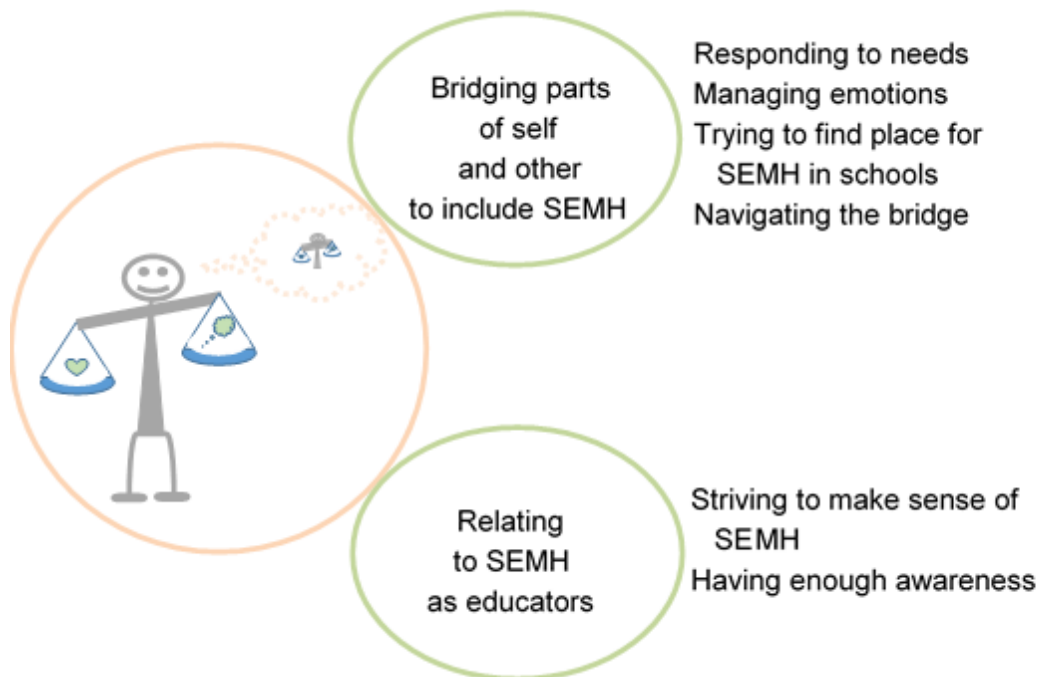 Bridging parts
of self
and other
to include SEMH
Responding to needs
Managing emotions
Trying to find place for
SEMH in schools
Navigating the bridge
Relating
to SEMH
as educators
Striving to make sense of
SEMH
Having enough awareness